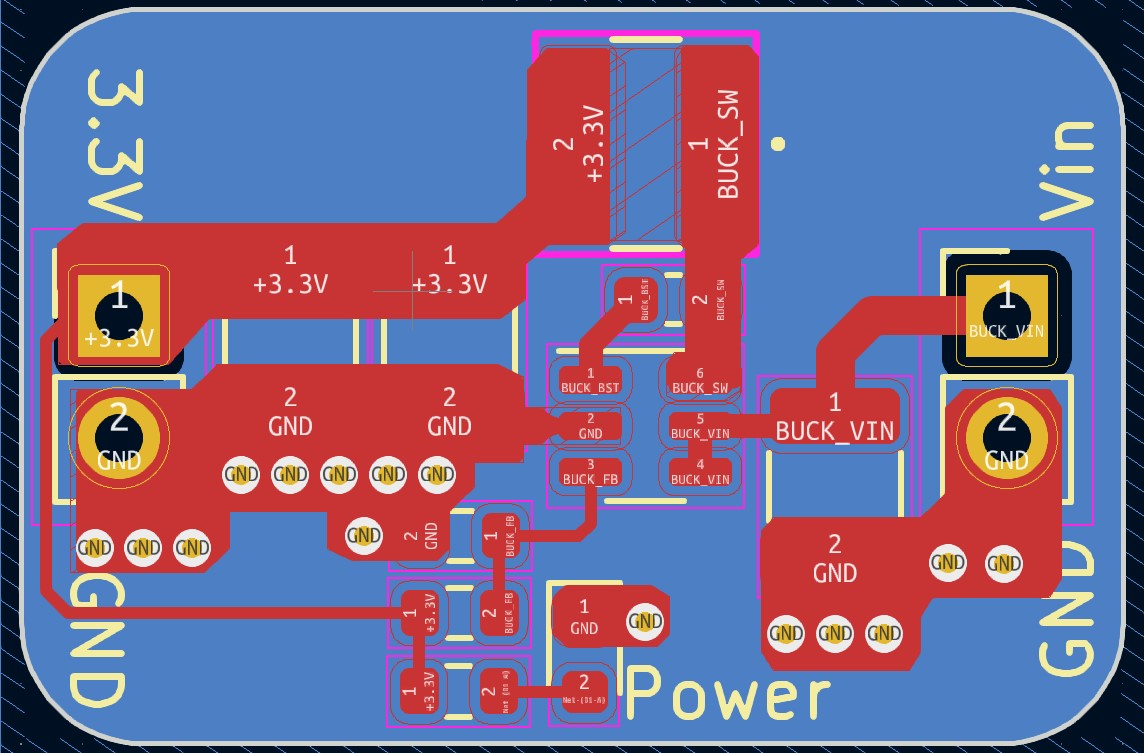 3.3V
Vin
2
+3.3V
1
BUCK_SW
1
+3.3V
1
+3.3V
1
+3.3V
1
BUCK_BST
2
BUCK_SW
1
BUCK_VIN
1
BUCK_BST
6
BUCK_SW
2
GND
2
GND
2
GND
2
GND
5
BUCK_VIN
1
BUCK_VIN
2
GND
3
BUCK_FB
4
BUCK_VIN
GND
GND
GND
GND
GND
GND
GND
GND
GND
2
GND
1
BUCK_FB
2
GND
GND
GND
GND
1
+3.3V
2
BUCK_FB
1
GND
GND
GND
GND
GND
GND
1
+3.3V
2
2
Power